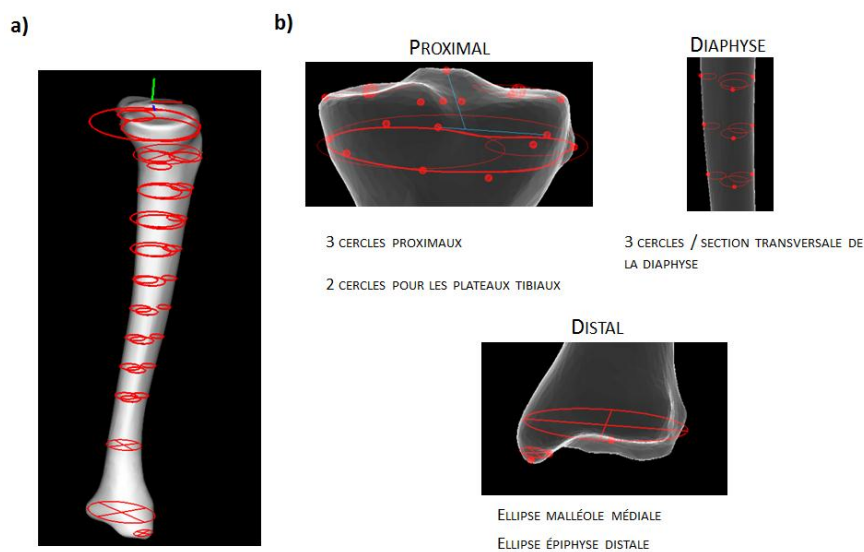 a)
b)
PROXIMAL
DIAPHYSE
3 CERCLES PROXIMAUX
2 CERCLES POUR LES PLATEAUX TIBIAUX
3 CERCLES / SECTION TRANSVERSALE DE
LA DIAPHYSE
DISTAL
ELLIPSE MALLÉOLE MÉDIALE
ELLIPSE ÉPIPHYSE DISTALE